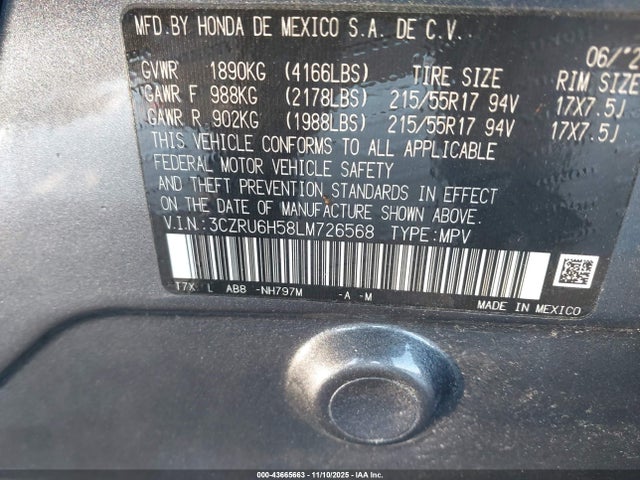 MFD. BY HONDA DE MEXICO S.A. DE C.V.
06/'2
GVWR 1890KG (4166LBS) TIRE SIZE RIM SIZE
GAWR F 988KG (2178LBS) 215/55R17 94V 17X7.5J
GAWR R 902KG (1988LBS) 215/55R17 94V 17X7.5J
THIS VEHICLE CONFORMS TO ALL APPLICABLE
FEDERAL MOTOR VEHICLE SAFETY
AND THEFT PREVENTION STANDARDS IN EFFECT
ON THE DATE OF MANUFACTURE SHOWN ABOVE.
V.I.N:3CZRU6H58LM726568 TYPE:MPV
T7X L AB8 -NH797M -A -M
MADE IN MEXICO
000-43665663 - 11/10/2025 - IAA Inc.